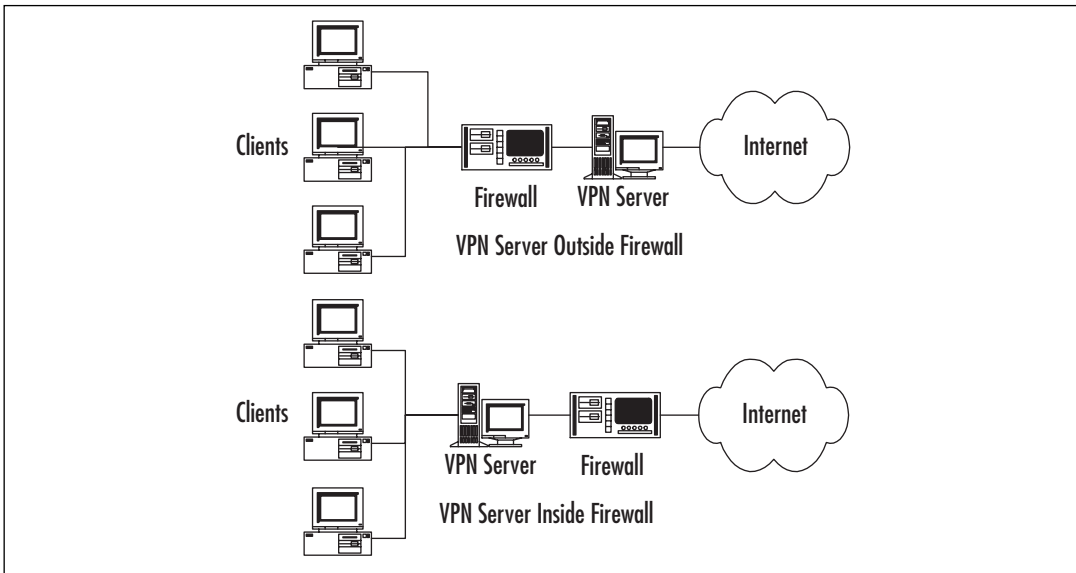 Clients
Firewall
VPN Server
Internet
VPN Server Outside Firewall
Clients
VPN Server
Firewall
Internet
VPN Server Inside Firewall